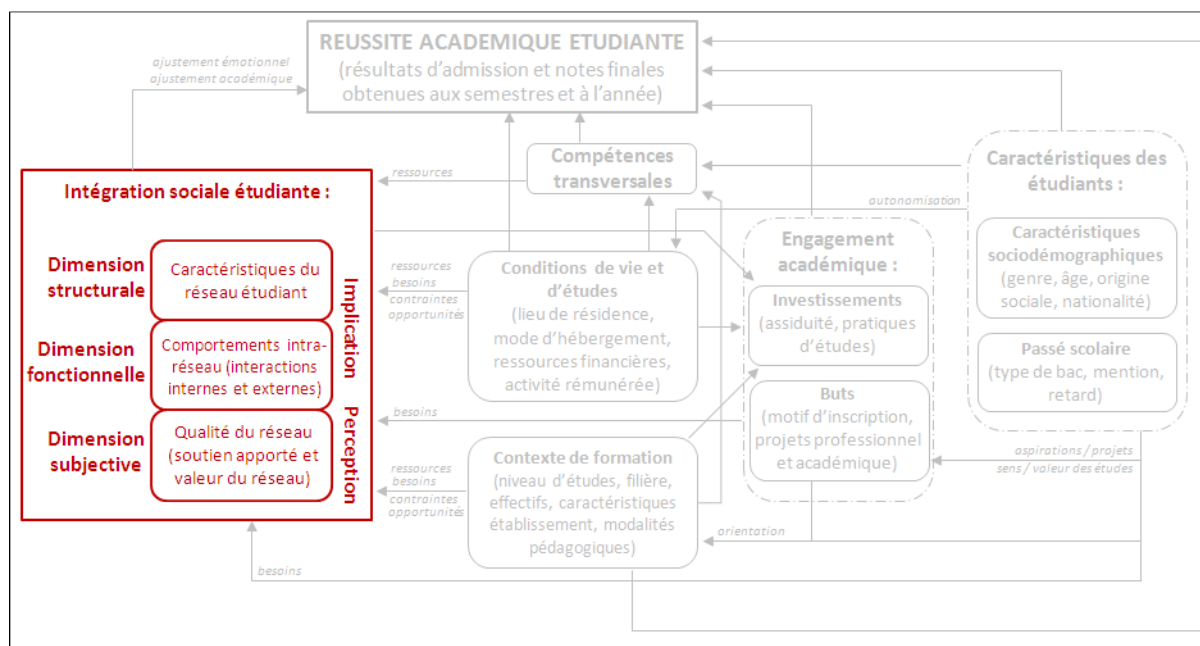 REUSSITE ACADEMIQUE ETUDIANTE
(résultats d'admission et notes finales
obtenues aux semestres et à l'année)
ajustement émotionnel
ajustement académique
Compétences
transversales
ressources
Caractéristiques des
étudiants :
autonomisation
Caractéristiques
sociodémographiques
(genre, âge, origine
sociale, nationalité)
Passé scolaire
(type de bac, mention,
retard)
Intégration sociale étudiante :
Dimension
structurale
Caractéristiques du
réseau étudiant
Dimension
fonctionnelle
Comportements intra-
réseau (interactions
internes et externes)
Dimension
subjective
Qualité du réseau
(soutien apporté et
valeur du réseau)
Implication
Perception
ressources
besoins
contraintes
opportunités
Conditions de vie et
d'études
(lieu de résidence,
mode d'hébergement,
ressources financières,
activité rémunérée)
Engagement
académique :
Investissements
(assiduité, pratiques
d'études)
Buts
(motif d'inscription,
projets professionnel
et académique)
besoins
ressources
besoins
contraintes
opportunités
Contexte de formation
(niveau d'études, filière,
effectifs, caractéristiques
établissement, modalités
pédagogiques)
aspirations / projets
sens / valeur des études
orientation
besoins